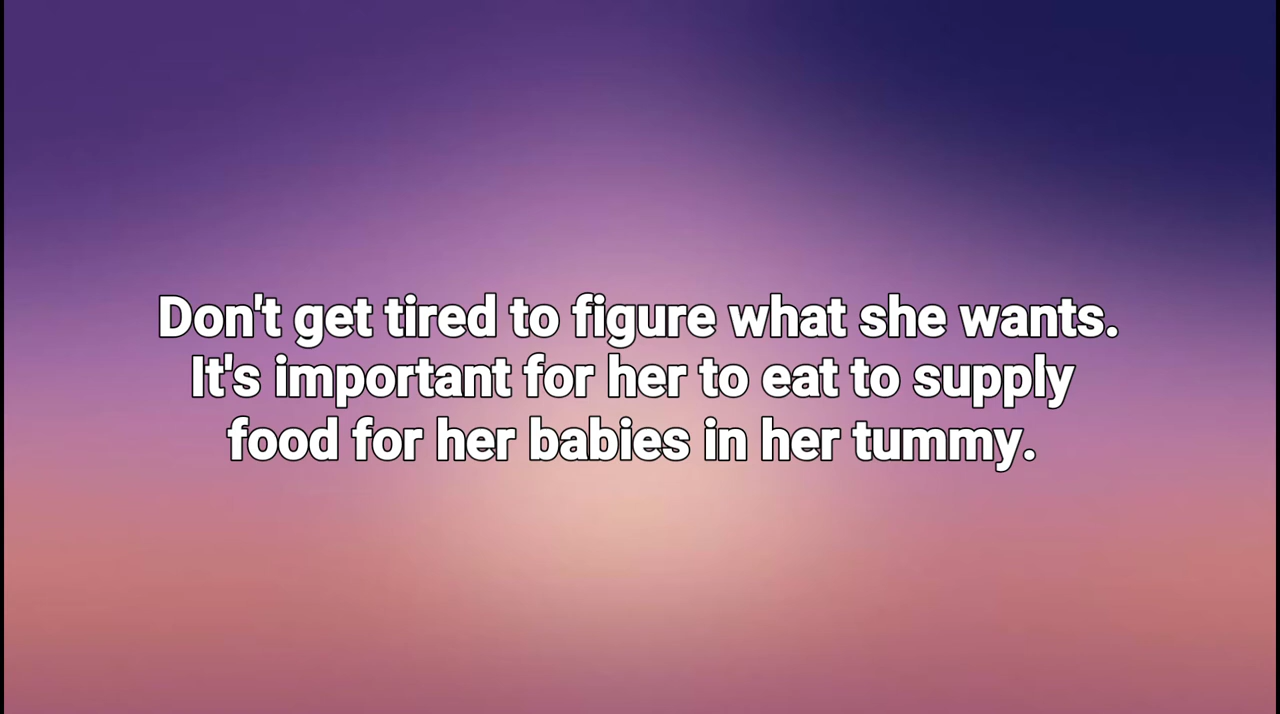 Don't get tired to figure what she wants.
It's important for her to eat to supply
food for her babies in her tummy.